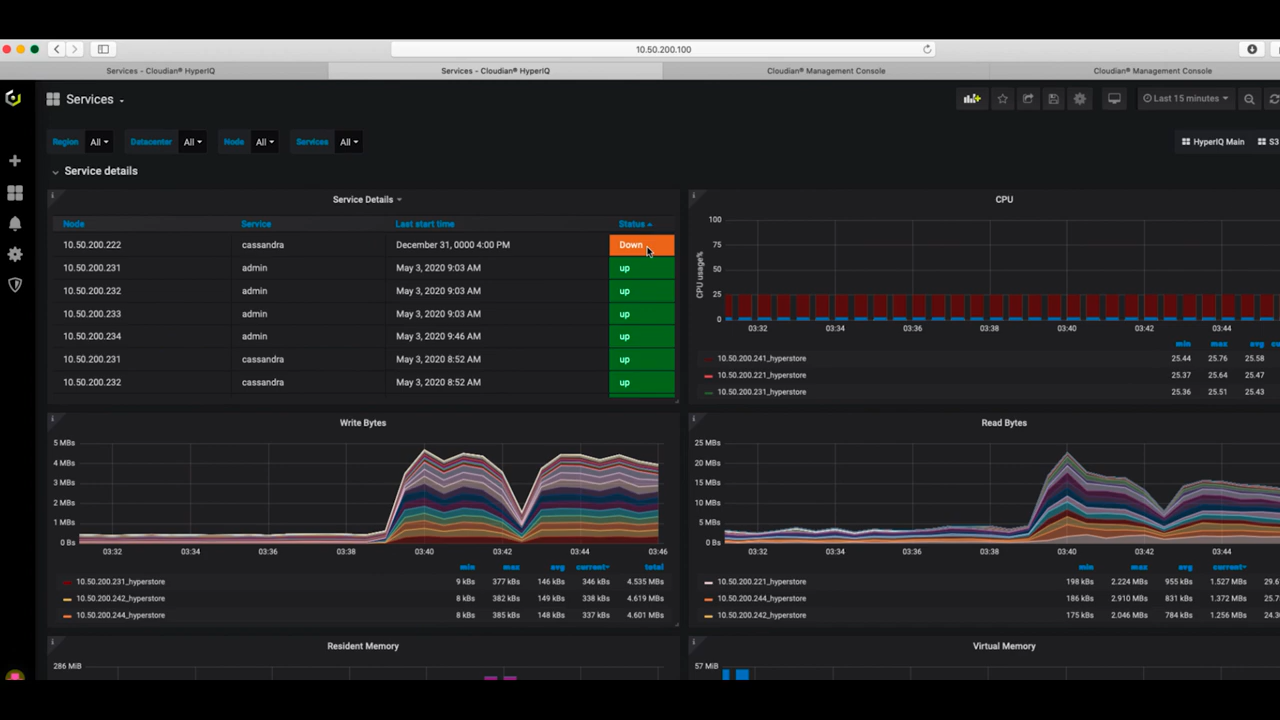 10.50.200.100
Services - Cloudian® HyperIQ
Services - Cloudian® HyperIQ
Cloudian® Management Console
Cloudian® Management Console
Services
Last 15 minutes
Region All Datacenter All Node All Services All
HyperIQ Main S3
Service details
Service Details
Node Service Last start time Status
10.50.200.222 cassandra December 31, 0000 4:00 PM Down
10.50.200.231 admin May 3, 2020 9:03 AM up
10.50.200.232 admin May 3, 2020 9:03 AM up
10.50.200.233 admin May 3, 2020 9:03 AM up
10.50.200.234 admin May 3, 2020 9:46 AM up
10.50.200.231 cassandra May 3, 2020 8:52 AM up
10.50.200.232 cassandra May 3, 2020 8:52 AM up
CPU
CPU usage%
100
75
50
25
0
03:32 03:34 03:36 03:38 03:40 03:42 03:44
min max avg
10.50.200.241_hyperstore 25.44 25.76 25.58
10.50.200.221_hyperstore 25.37 25.64 25.47
10.50.200.231_hyperstore 25.36 25.51 25.43
Write Bytes
5 MBs
4 MBs
3 MBs
2 MBs
1 MBs
0 Bs
03:32 03:34 03:36 03:38 03:40 03:42 03:44 03:46
min max avg current total
10.50.200.231_hyperstore 9 kBs 377 kBs 146 kBs 346 kBs 4.535 MBs
10.50.200.242_hyperstore 8 kBs 382 kBs 149 kBs 338 kBs 4.619 MBs
10.50.200.244_hyperstore 8 kBs 385 kBs 148 kBs 337 kBs 4.601 MBs
Read Bytes
25 MBs
20 MBs
15 MBs
10 MBs
5 MBs
0 Bs
03:32 03:34 03:36 03:38 03:40 03:42 03:44
min max avg current
10.50.200.221_hyperstore 198 kBs 2.224 MBs 955 kBs 1.527 MBs 29.6
10.50.200.244_hyperstore 186 kBs 2.910 MBs 831 kBs 1.372 MBs
10.50.200.242_hyperstore 175 kBs 2.046 MBs 784 kBs 1.256 MBs
Resident Memory
286 MiB
Virtual Memory
57 MiB